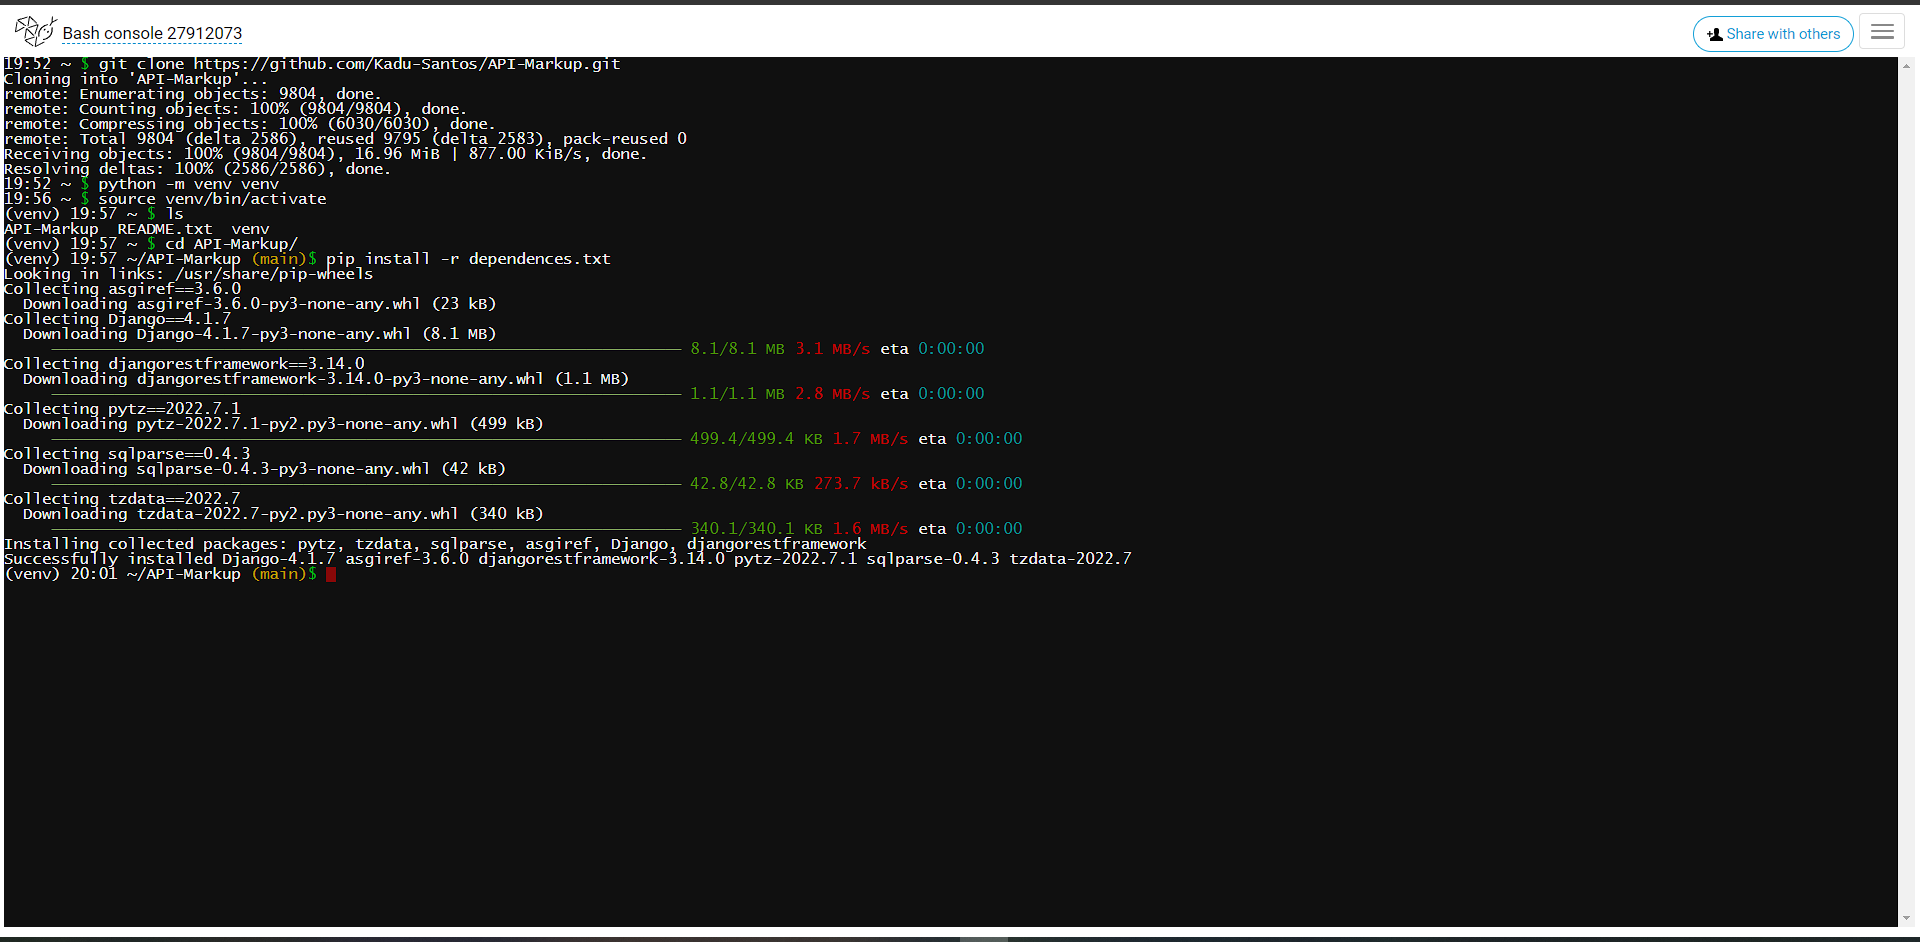 Bash console 27912073
Share with others
19:52 ~ $ git clone https://github.com/Kadu-Santos/API-Markup.git
Cloning into 'API-Markup'...
remote: Enumerating objects: 9804, done.
remote: Counting objects: 100% (9804/9804), done.
remote: Compressing objects: 100% (6030/6030), done.
remote: Total 9804 (delta 2586), reused 9795 (delta 2583), pack-reused 0
Receiving objects: 100% (9804/9804), 16.96 MiB | 877.00 KiB/s, done.
Resolving deltas: 100% (2586/2586), done.
19:52 ~ $ python -m venv venv
19:56 ~ $ source venv/bin/activate
(venv) 19:57 ~ $ ls
API-Markup  README.txt  venv
(venv) 19:57 ~ $ cd API-Markup/
(venv) 19:57 ~/API-Markup (main)$ pip install -r dependences.txt
Looking in links: /usr/share/pip-wheels
Collecting asgiref==3.6.0
  Downloading asgiref-3.6.0-py3-none-any.whl (23 kB)
Collecting Django==4.1.7
  Downloading Django-4.1.7-py3-none-any.whl (8.1 MB)
8.1/8.1 MB 3.1 MB/s eta 0:00:00
Collecting djangorestframework==3.14.0
  Downloading djangorestframework-3.14.0-py3-none-any.whl (1.1 MB)
1.1/1.1 MB 2.8 MB/s eta 0:00:00
Collecting pytz==2022.7.1
  Downloading pytz-2022.7.1-py2.py3-none-any.whl (499 kB)
499.4/499.4 KB 1.7 MB/s eta 0:00:00
Collecting sqlparse==0.4.3
  Downloading sqlparse-0.4.3-py3-none-any.whl (42 kB)
42.8/42.8 KB 273.7 kB/s eta 0:00:00
Collecting tzdata==2022.7
  Downloading tzdata-2022.7-py2.py3-none-any.whl (340 kB)
340.1/340.1 KB 1.6 MB/s eta 0:00:00
Installing collected packages: pytz, tzdata, sqlparse, asgiref, Django, djangorestframework
Successfully installed Django-4.1.7 asgiref-3.6.0 djangorestframework-3.14.0 pytz-2022.7.1 sqlparse-0.4.3 tzdata-2022.7
(venv) 20:01 ~/API-Markup (main)$